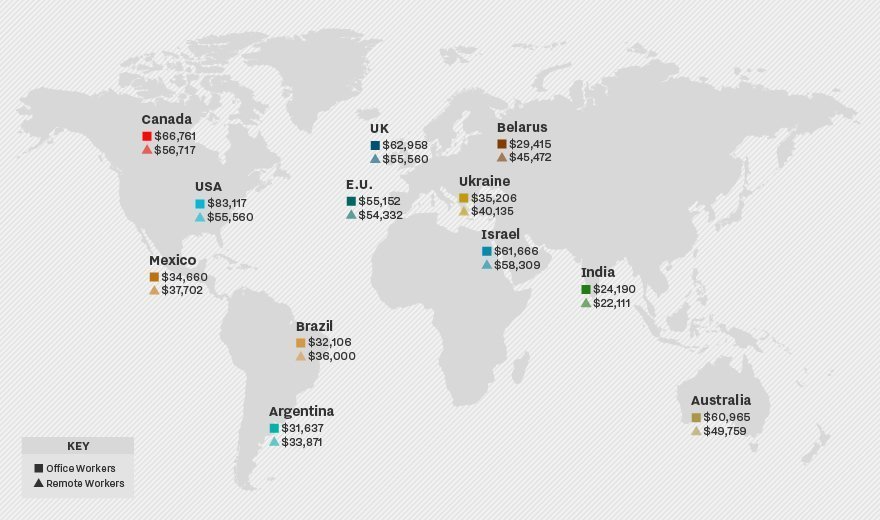 Canada
$66,761
$56,717
UK
$62,958
$55,560
Belarus
$29,415
$45,472
USA
$83,117
$55,560
E.U.
$55,152
$54,332
Ukraine
$35,206
$40,135
Israel
$61,666
$58,309
Mexico
$34,660
$37,702
India
$24,190
$22,111
Brazil
$32,106
$36,000
Argentina
$31,637
$33,871
Australia
$60,965
$49,759
KEY
Office Workers
Remote Workers